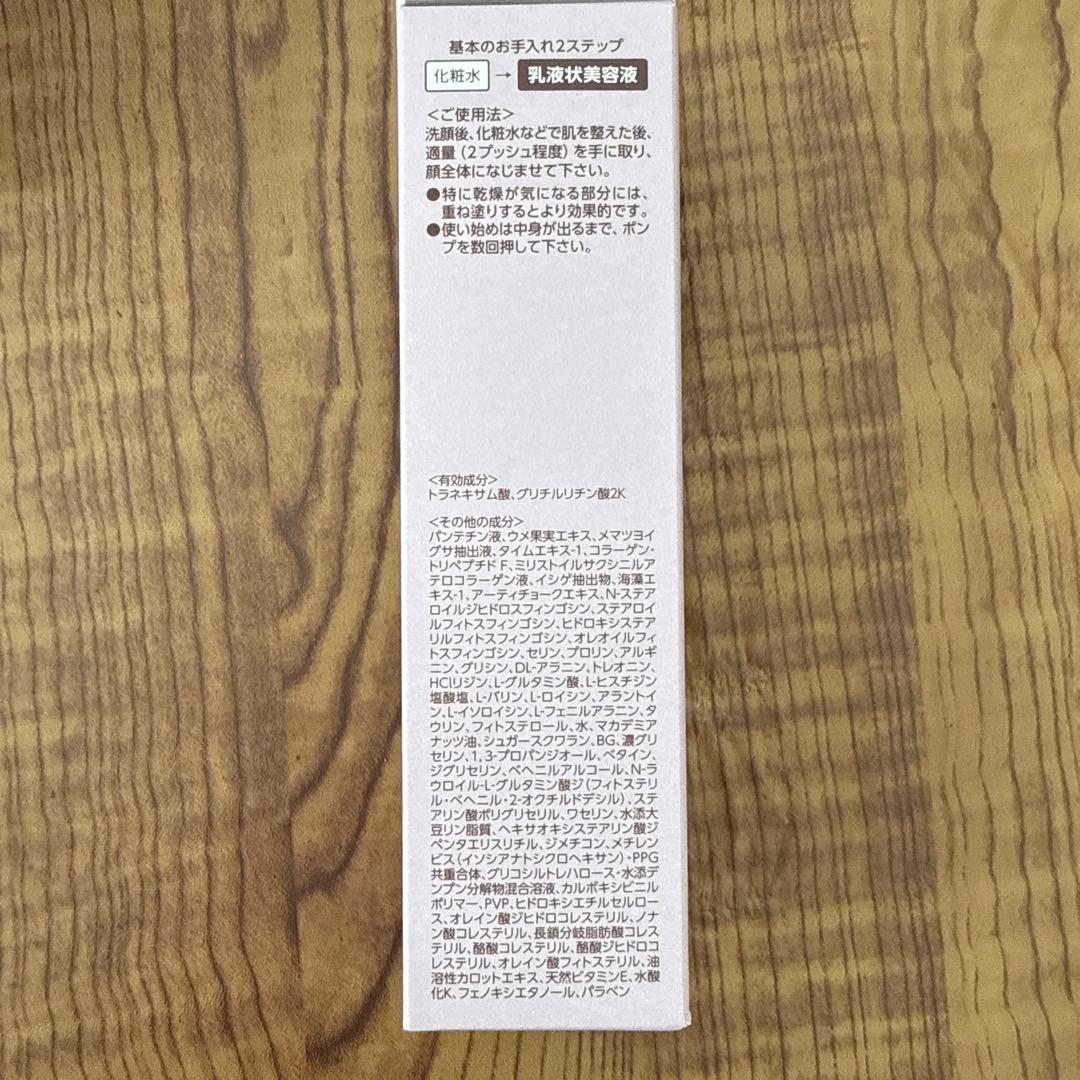 基本のお手入れ2ステップ
化粧水 → 乳液状美容液
＜ご使用法＞
洗顔後、化粧水などで肌を整えた後、
適量（2プッシュ程度）を手に取り、
顔全体になじませて下さい。
●特に乾燥が気になる部分には、
重ね塗りするとより効果的です。
●使い始めは中身が出るまで、ポン
プを数回押して下さい。
＜有効成分＞
トラネキサム酸、グリチルリチン酸2K
＜その他の成分＞
パンテチン液、ウメ果実エキス、メマツヨイ
グサ抽出液、タイムエキス-1、コラーゲン・
トリペプチド F、ミリストイルサクシニルア
テロコラーゲン液、イシゲ抽出物、海藻エ
キス-1、アーティチョークエキス、N-ステア
ロイルジヒドロスフィンゴシン、ステアロイ
ルフィトスフィンゴシン、ヒドロキシステア
リルフィトスフィンゴシン、オレオイルフィ
トスフィンゴシン、セリン、プロリン、アルギ
ニン、グリシン、DL-アラニン、トレオニン、
HClリジン、L-グルタミン酸、L-ヒスチジン
塩酸塩、L-バリン、L-ロイシン、アラントイ
ン、L-イソロイシン、L-フェニルアラニン、タ
ウリン、フィトステロール、水、マカデミア
ナッツ油、シュガースクワラン、BG、濃グリ
セリン、1，3-プロパンジオール、ベタイン、
ジグリセリン、ベヘニルアルコール、N-ラ
ウロイル-L-グルタミン酸ジ（フィトステリ
ル・ベヘニル・2-オクチルドデシル）、ステ
アリン酸ポリグリセリル、ワセリン、水添大
豆リン脂質、ヘキサオキシステアリン酸ジ
ペンタエリスリチル、ジメチコン、メチレン
ビス（イソシアナトシクロヘキサン）・PPG
共重合体、グリコシルトレハロース・水添デ
ンプン分解物混合溶液、カルボキシビニル
ポリマー、PVP、ヒドロキシエチルセルロー
ス、オレイン酸ジヒドロコレステリル、ノナ
ン酸コレステリル、長鎖分岐脂肪酸コレス
テリル、酪酸コレステリル、酪酸ジヒドロコ
レステリル、オレイン酸フィトステリル、油
溶性カロットエキス、天然ビタミンE、水酸
化K、フェノキシエタノール、パラベン